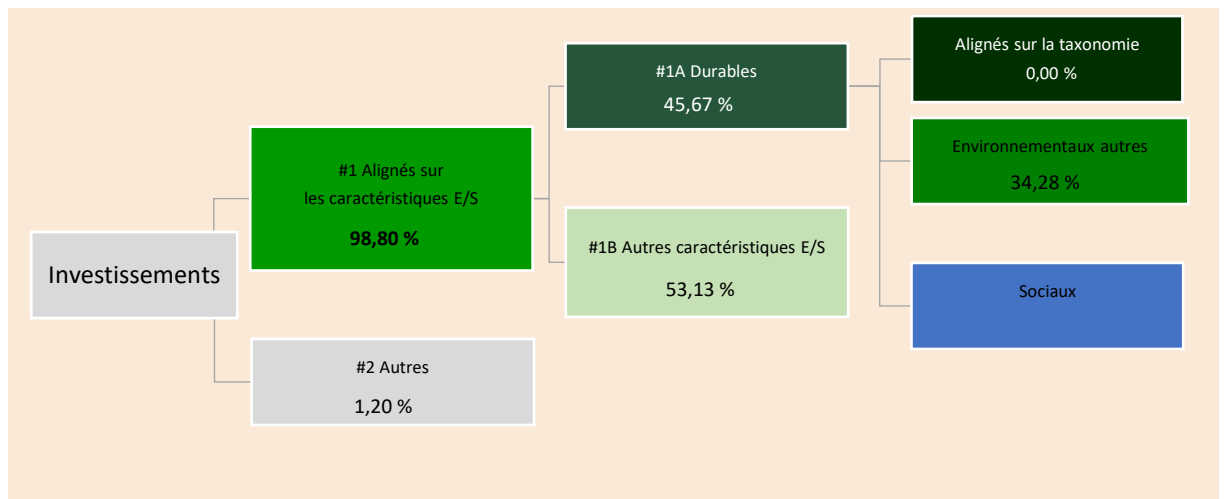 Investissements
#1 Alignés sur
les caractéristiques E/S
98,80 %
#2 Autres
1,20 %
#1A Durables
45,67 %
#1B Autres caractéristiques E/S
53,13 %
Alignés sur la taxonomie
0,00 %
Environnementaux autres
34,28 %
Sociaux